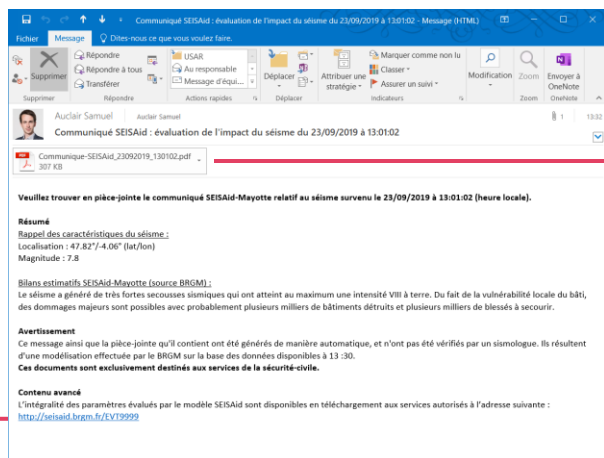 Communiqué SEISAid : évaluation de l'impact du séisme du 23/09/2019 à 13:01:02 - Message (HTML)
Fichier Message Dites-nous ce que vous voulez faire.
Supprimer
Répondre
Répondre à tous
Transférer
USAR
Au responsable
Message d'équi...
Déplacer
Attribuer une stratégie
Marquer comme non lu
Classer
Assurer un suivi
Modification
Zoom
Envoyer à OneNote
Supprimer Répondre Actions rapides Déplacer Indicateurs Zoom OneNote
Auclair Samuel Auclair Samuel 1 13:32
Communiqué SEISAid : évaluation de l'impact du séisme du 23/09/2019 à 13:01:02
Communique-SEISAid_23092019_130102.pdf
307 KB
Veuillez trouver en pièce-jointe le communiqué SEISAid-Mayotte relatif au séisme survenu le 23/09/2019 à 13:01:02 (heure locale).
Résumé
Rappel des caractéristiques du séisme :
Localisation : 47.82°/-4.06° (lat/lon)
Magnitude : 7.8
Bilans estimatifs SEISAid-Mayotte (source BRGM) :
Le séisme a généré de très fortes secousses sismiques qui ont atteint au maximum une intensité VIII à terre. Du fait de la vulnérabilité locale du bâti,
des dommages majeurs sont possibles avec probablement plusieurs milliers de bâtiments détruits et plusieurs milliers de blessés à secourir.
Avertissement
Ce message ainsi que la pièce-jointe qu'il contient ont été générés de manière automatique, et n'ont pas été vérifiés par un sismologue. Ils résultent
d'une modélisation effectuée par le BRGM sur la base des données disponibles à 13 :30.
Ces documents sont exclusivement destinés aux services de la sécurité-civile.
Contenu avancé
L'intégralité des paramètres évalués par le modèle SEISAid sont disponibles en téléchargement aux services autorisés à l'adresse suivante :
http://seisaid.brgm.fr/EVT9999